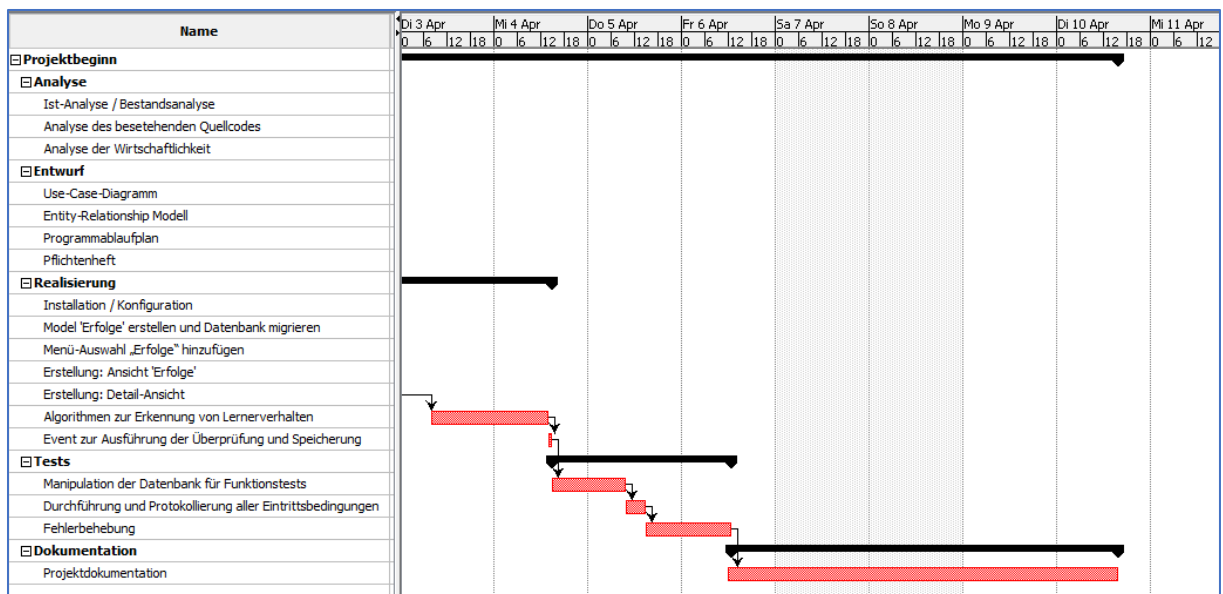 Name
Di 3 Apr Mi 4 Apr Do 5 Apr Fr 6 Apr Sa 7 Apr So 8 Apr Mo 9 Apr Di 10 Apr Mi 11 Apr
0 6 12 18 0 6 12 18 0 6 12 18 0 6 12 18 0 6 12 18 0 6 12 18 0 6 12 18 0 6 12 18 0 6 12
Projektbeginn
Analyse
Ist-Analyse / Bestandsanalyse
Analyse des besetehenden Quellcodes
Analyse der Wirtschaftlichkeit
Entwurf
Use-Case-Diagramm
Entity-Relationship Modell
Programmablaufplan
Pflichtenheft
Realisierung
Installation / Konfiguration
Model 'Erfolge' erstellen und Datenbank migrieren
Menü-Auswahl „Erfolge“ hinzufügen
Erstellung: Ansicht 'Erfolge'
Erstellung: Detail-Ansicht
Algorithmen zur Erkennung von Lernerverhalten
Event zur Ausführung der Überprüfung und Speicherung
Tests
Manipulation der Datenbank für Funktionstests
Durchführung und Protokollierung aller Eintrittsbedingungen
Fehlerbehebung
Dokumentation
Projektdokumentation